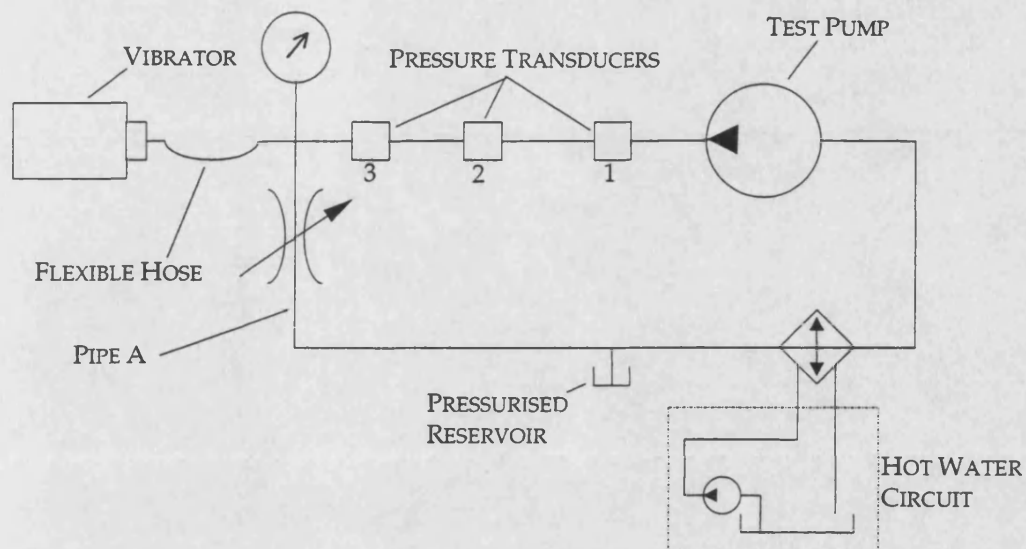 TEST PUMP
VIBRATOR
PRESSURE TRANSDUCERS
3
2
1
FLEXIBLE HOSE
PIPE A
PRESSURISED
RESERVOIR
HOT WATER
CIRCUIT